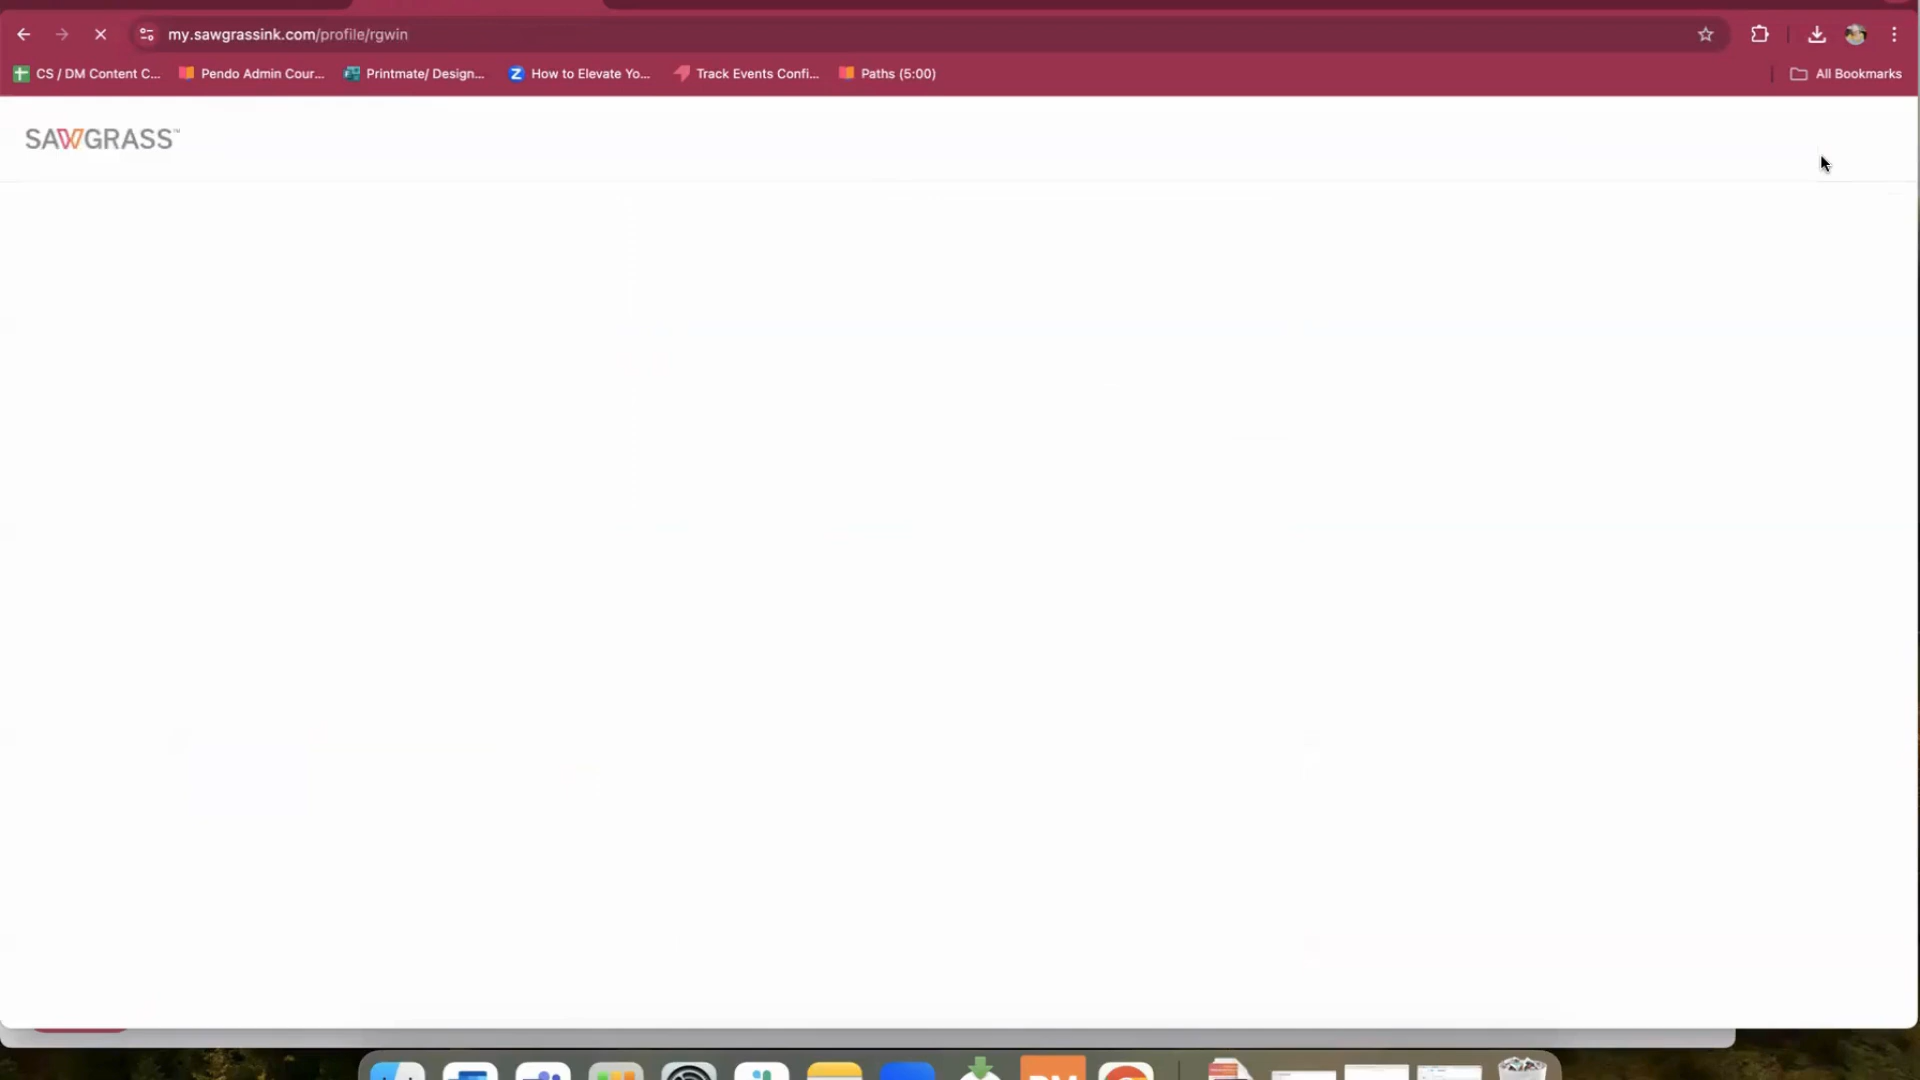 my.sawgrassink.com/profile/rgwin
CS / DM Content C...
Pendo Admin Cour...
Printmate/ Design...
How to Elevate Yo...
Track Events Confi...
Paths (5:00)
All Bookmarks
SAWGRASS™